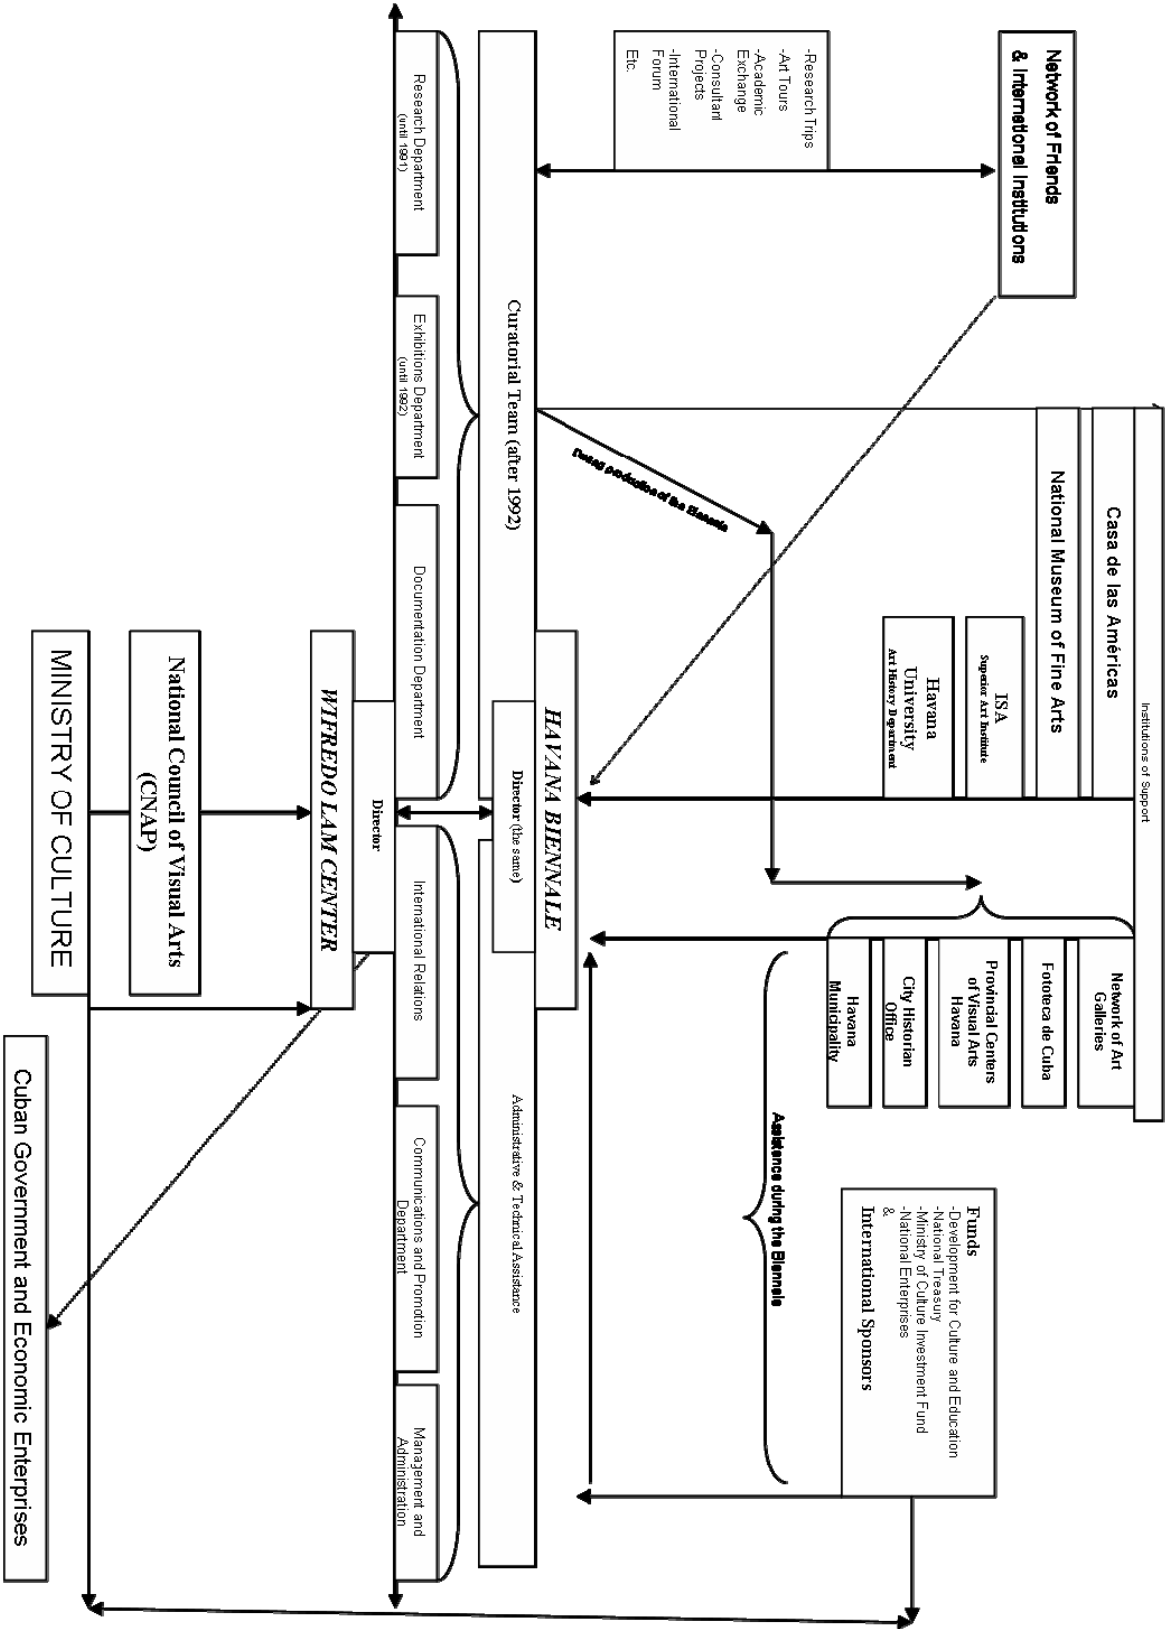 Network of Friends
& International Institutions
-Research Trips
-Art Tours
-Academic
Exchange
-Consultant
Projects
-International
Forum
Etc.
Institutions of Support
Casa de las Américas
National Museum of Fine Arts
ISA
Superior Art Institute
Havana
University
Art History Department
Network of Art
Galleries
Fototeca de Cuba
Provincial Centers
of Visual Arts
Havana
City Historian
Office
Havana
Municipality
Funds
-Development for Culture and Education
-National Treasury
-Ministry of Culture Investment Fund
-National Enterprises
&
International Sponsors
During production of the Biennale
Assistance during the Biennale
HAVANA BIENNALE
Director (the same)
Curatorial Team (after 1992)
Administrative & Technical Assistance
Research Department
(until 1991)
Exhibitions Department
(until 1992)
Documentation Department
International Relations
Communications and Promotion
Department
Management and
Administration
Director
WIFREDO LAM CENTER
National Council of Visual Arts
(CNAP)
MINISTRY OF CULTURE
Cuban Government and Economic Enterprises